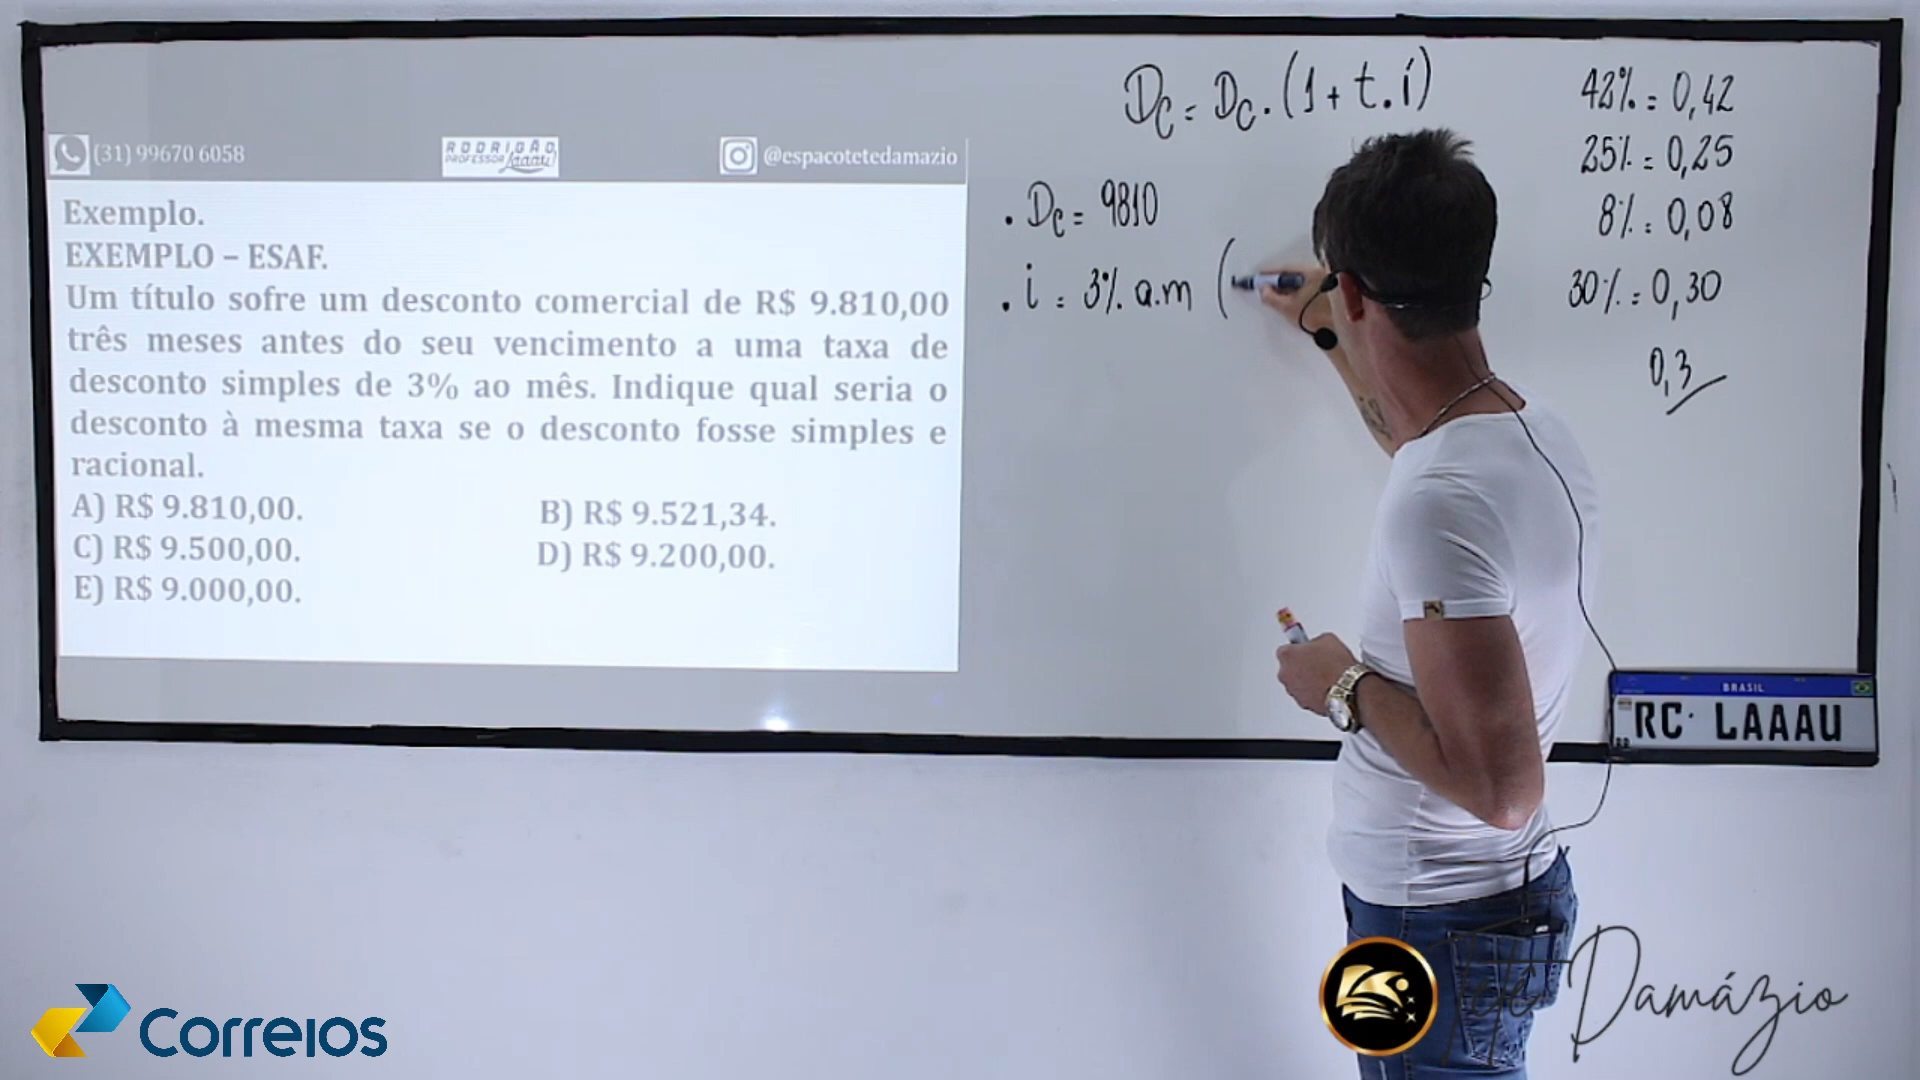 (31) 99670 6058
RODRIGÃO
PROFESSOR Laaau!
@espacotetedamazio
Exemplo.
EXEMPLO – ESAF.
Um título sofre um desconto comercial de R$ 9.810,00
três meses antes do seu vencimento a uma taxa de
desconto simples de 3% ao mês. Indique qual seria o
desconto à mesma taxa se o desconto fosse simples e
racional.
A) R$ 9.810,00.
B) R$ 9.521,34.
C) R$ 9.500,00.
D) R$ 9.200,00.
E) R$ 9.000,00.
Dc = Dc . (1 + t . i)
. Dc = 9810
. i = 3% a.m (
42% = 0,42
25% = 0,25
8% = 0,08
30% = 0,30
0,3
BRASIL
RC LAAAU
Correios
Tetê Damázio